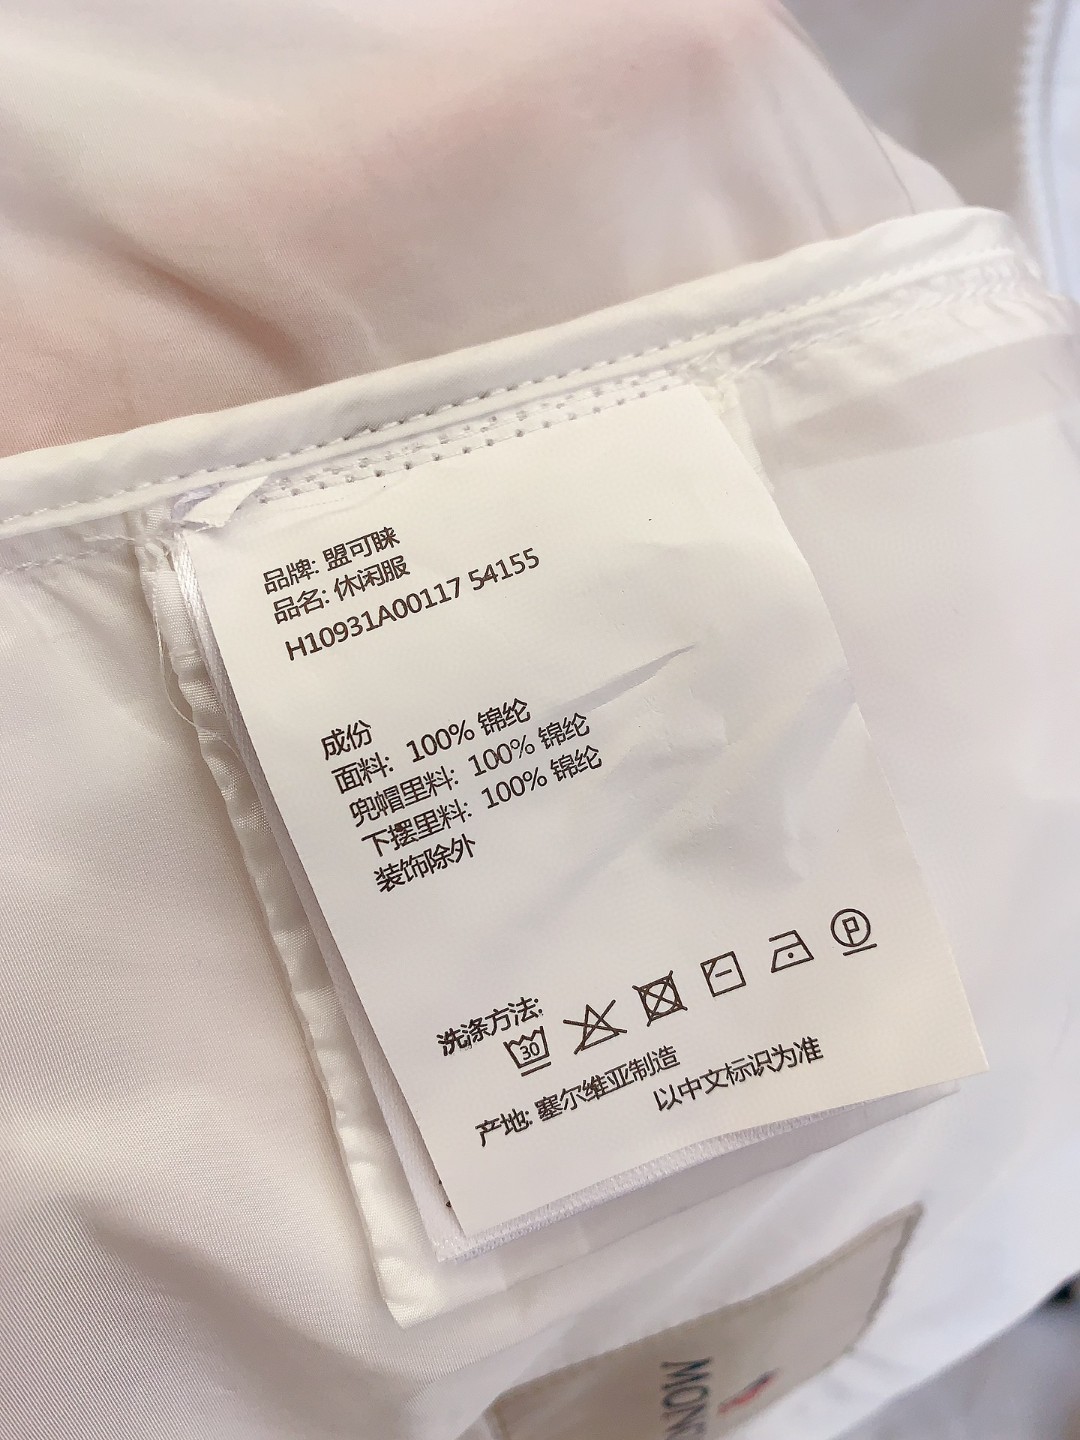 品牌: 盟可睐
品名: 休闲服
H10931A00117 54155
成份
面料: 100% 锦纶
兜帽里料: 100% 锦纶
下摆里料: 100% 锦纶
装饰除外
洗涤方法:
30
P
产地: 塞尔维亚制造
以中文标识为准